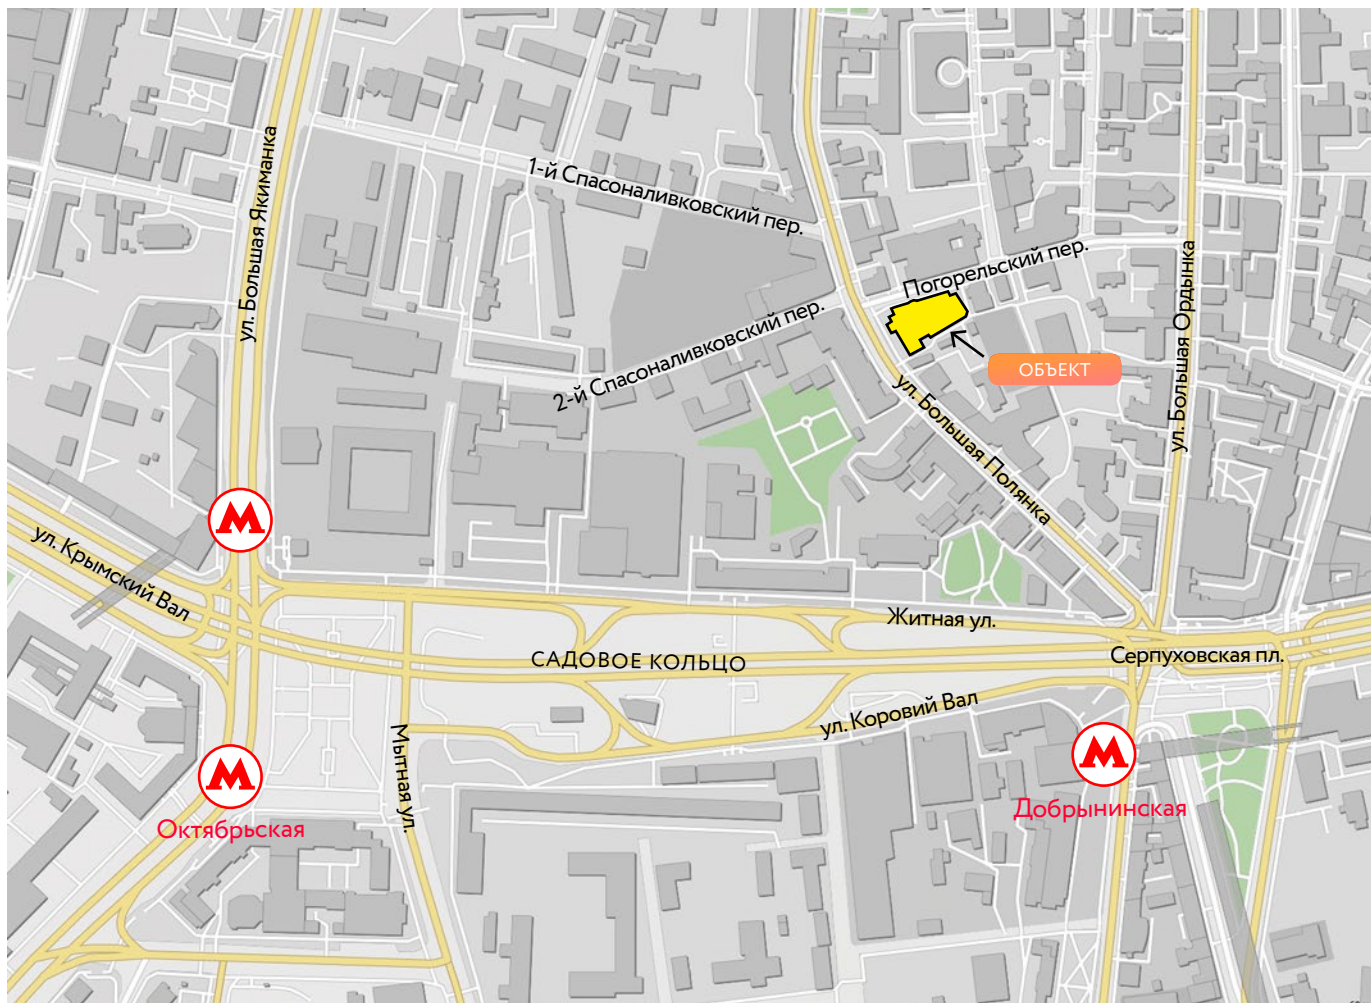 ул. Большая Якиманка
1-й Спасоналивковский пер.
Погорельский пер.
ул. Большая Ордынка
2-й Спасоналивковский пер.
ОБЪЕКТ
ул. Большая Полянка
М
ул. Крымский Вал
Житная ул.
САДОВОЕ КОЛЬЦО
Серпуховская пл.
ул. Коровий Вал
Мытная ул.
М
М
Октябрьская
Добрынинская